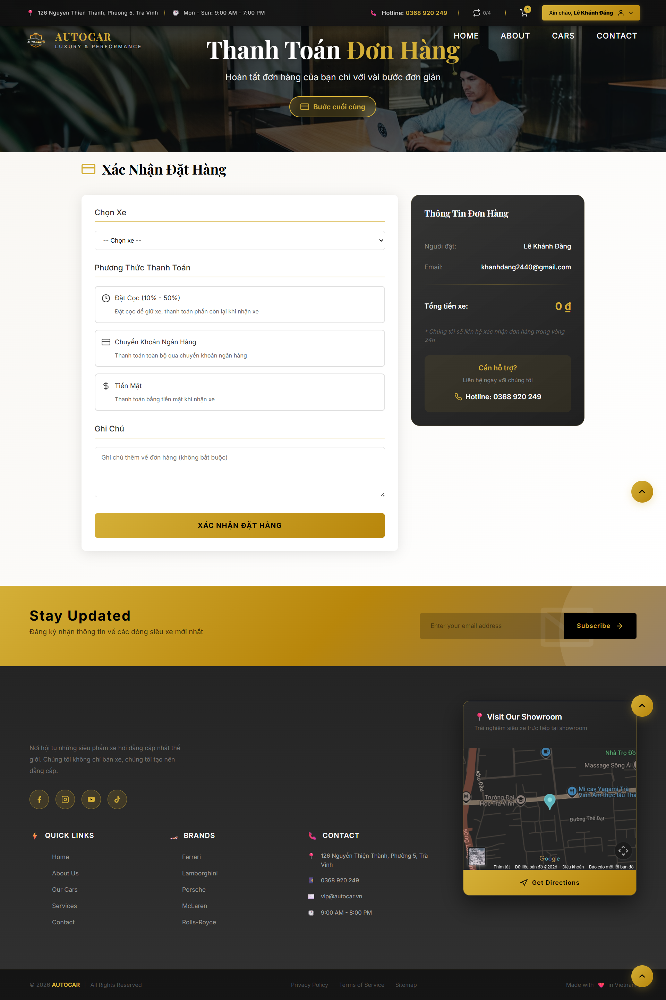 126 Nguyen Thien Thanh, Phuong 5, Tra Vinh
Mon - Sun: 9:00 AM - 7:00 PM
Hotline: 0368 920 249
0/4
1
Xin chào, Lê Khánh Đăng
AUTOPARTS
AUTOCAR
LUXURY & PERFORMANCE
HOME
ABOUT
CARS
CONTACT
Thanh Toán Đơn Hàng
Hoàn tất đơn hàng của bạn chỉ với vài bước đơn giản
Bước cuối cùng
Xác Nhận Đặt Hàng
Chọn Xe
-- Chọn xe --
Phương Thức Thanh Toán
Đặt Cọc (10% - 50%)
Đặt cọc để giữ xe, thanh toán phần còn lại khi nhận xe
Chuyển Khoản Ngân Hàng
Thanh toán toàn bộ qua chuyển khoản ngân hàng
Tiền Mặt
Thanh toán bằng tiền mặt khi nhận xe
Ghi Chú
Ghi chú thêm về đơn hàng (không bắt buộc)
XÁC NHẬN ĐẶT HÀNG
Thông Tin Đơn Hàng
Người đặt:
Lê Khánh Đăng
Email:
khanhdang2440@gmail.com
Tổng tiền xe:
0 ₫
* Chúng tôi sẽ liên hệ xác nhận đơn hàng trong vòng
24h
Cần hỗ trợ?
Liên hệ ngay với chúng tôi
Hotline: 0368 920 249
Stay Updated
Đăng ký nhận thông tin về các dòng siêu xe mới nhất
Enter your email address
Subscribe
Nơi hội tụ những siêu phẩm xe hơi đẳng cấp nhất thế
giới. Chúng tôi không chỉ bán xe, chúng tôi tạo nên
đẳng cấp.
QUICK LINKS
Home
About Us
Our Cars
Services
Contact
BRANDS
Ferrari
Lamborghini
Porsche
McLaren
Rolls-Royce
CONTACT
126 Nguyễn Thiện Thành, Phường 5, Trà
Vinh
0368 920 249
vip@autocar.vn
9:00 AM - 8:00 PM
Visit Our Showroom
Trải nghiệm siêu xe trực tiếp tại showroom
Nhà Trọ Đồ
Massage Sông Ái
Kho Dầu
Mì cay Yagami Trà
Vinh Ẩm thực lẩu Thá
Trường Đại
Học Trà Vinh
Đường Thế Đạt
sông L
Google
Phím tắt
Dữ liệu bản đồ ©2026
Điều khoản
Báo cáo một lỗi bản đồ
Get Directions
© 2026 AUTOCAR
All Rights Reserved
Privacy Policy
Terms of Service
Sitemap
Made with
in Vietnam